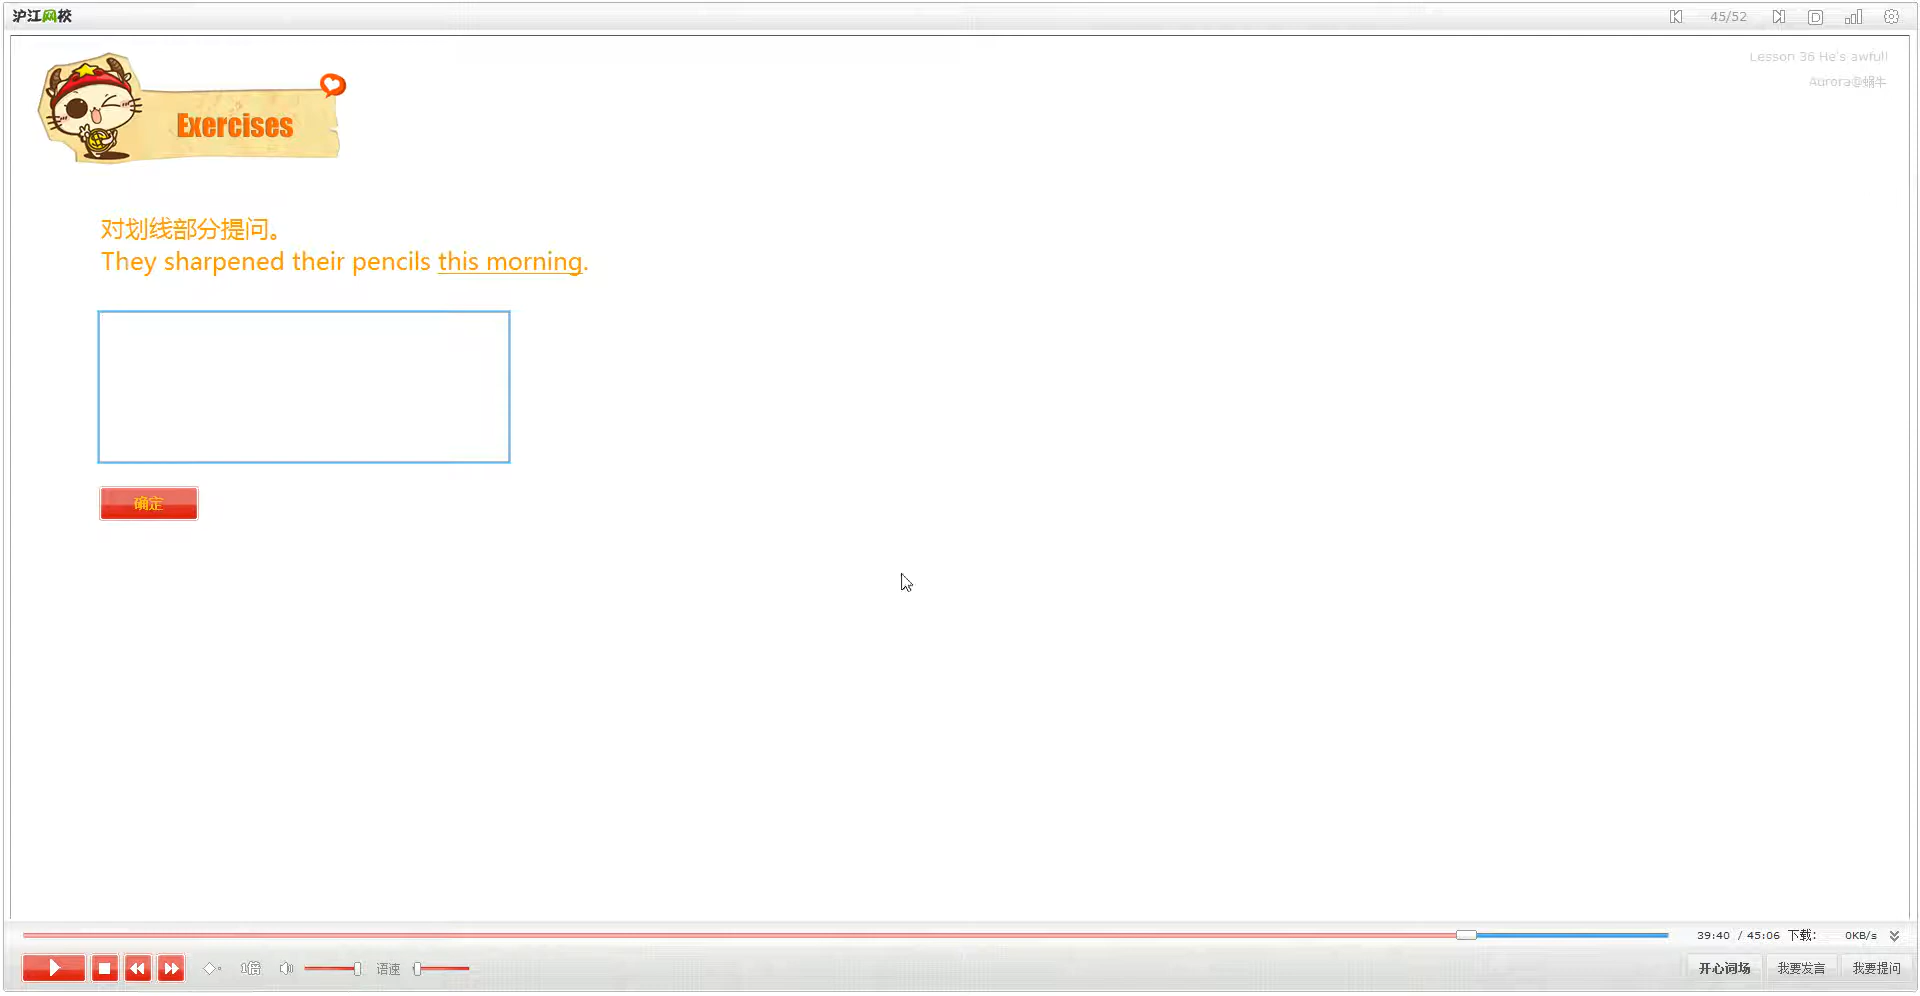 沪江网校
45/52
Lesson 36 He's awful!
Aurora@蜗牛
Exercises
对划线部分提问。
They sharpened their pencils this morning.
确定
39:40 / 45:06 下载: 0KB/s
1倍 语速
开心词场 我要发言 我要提问